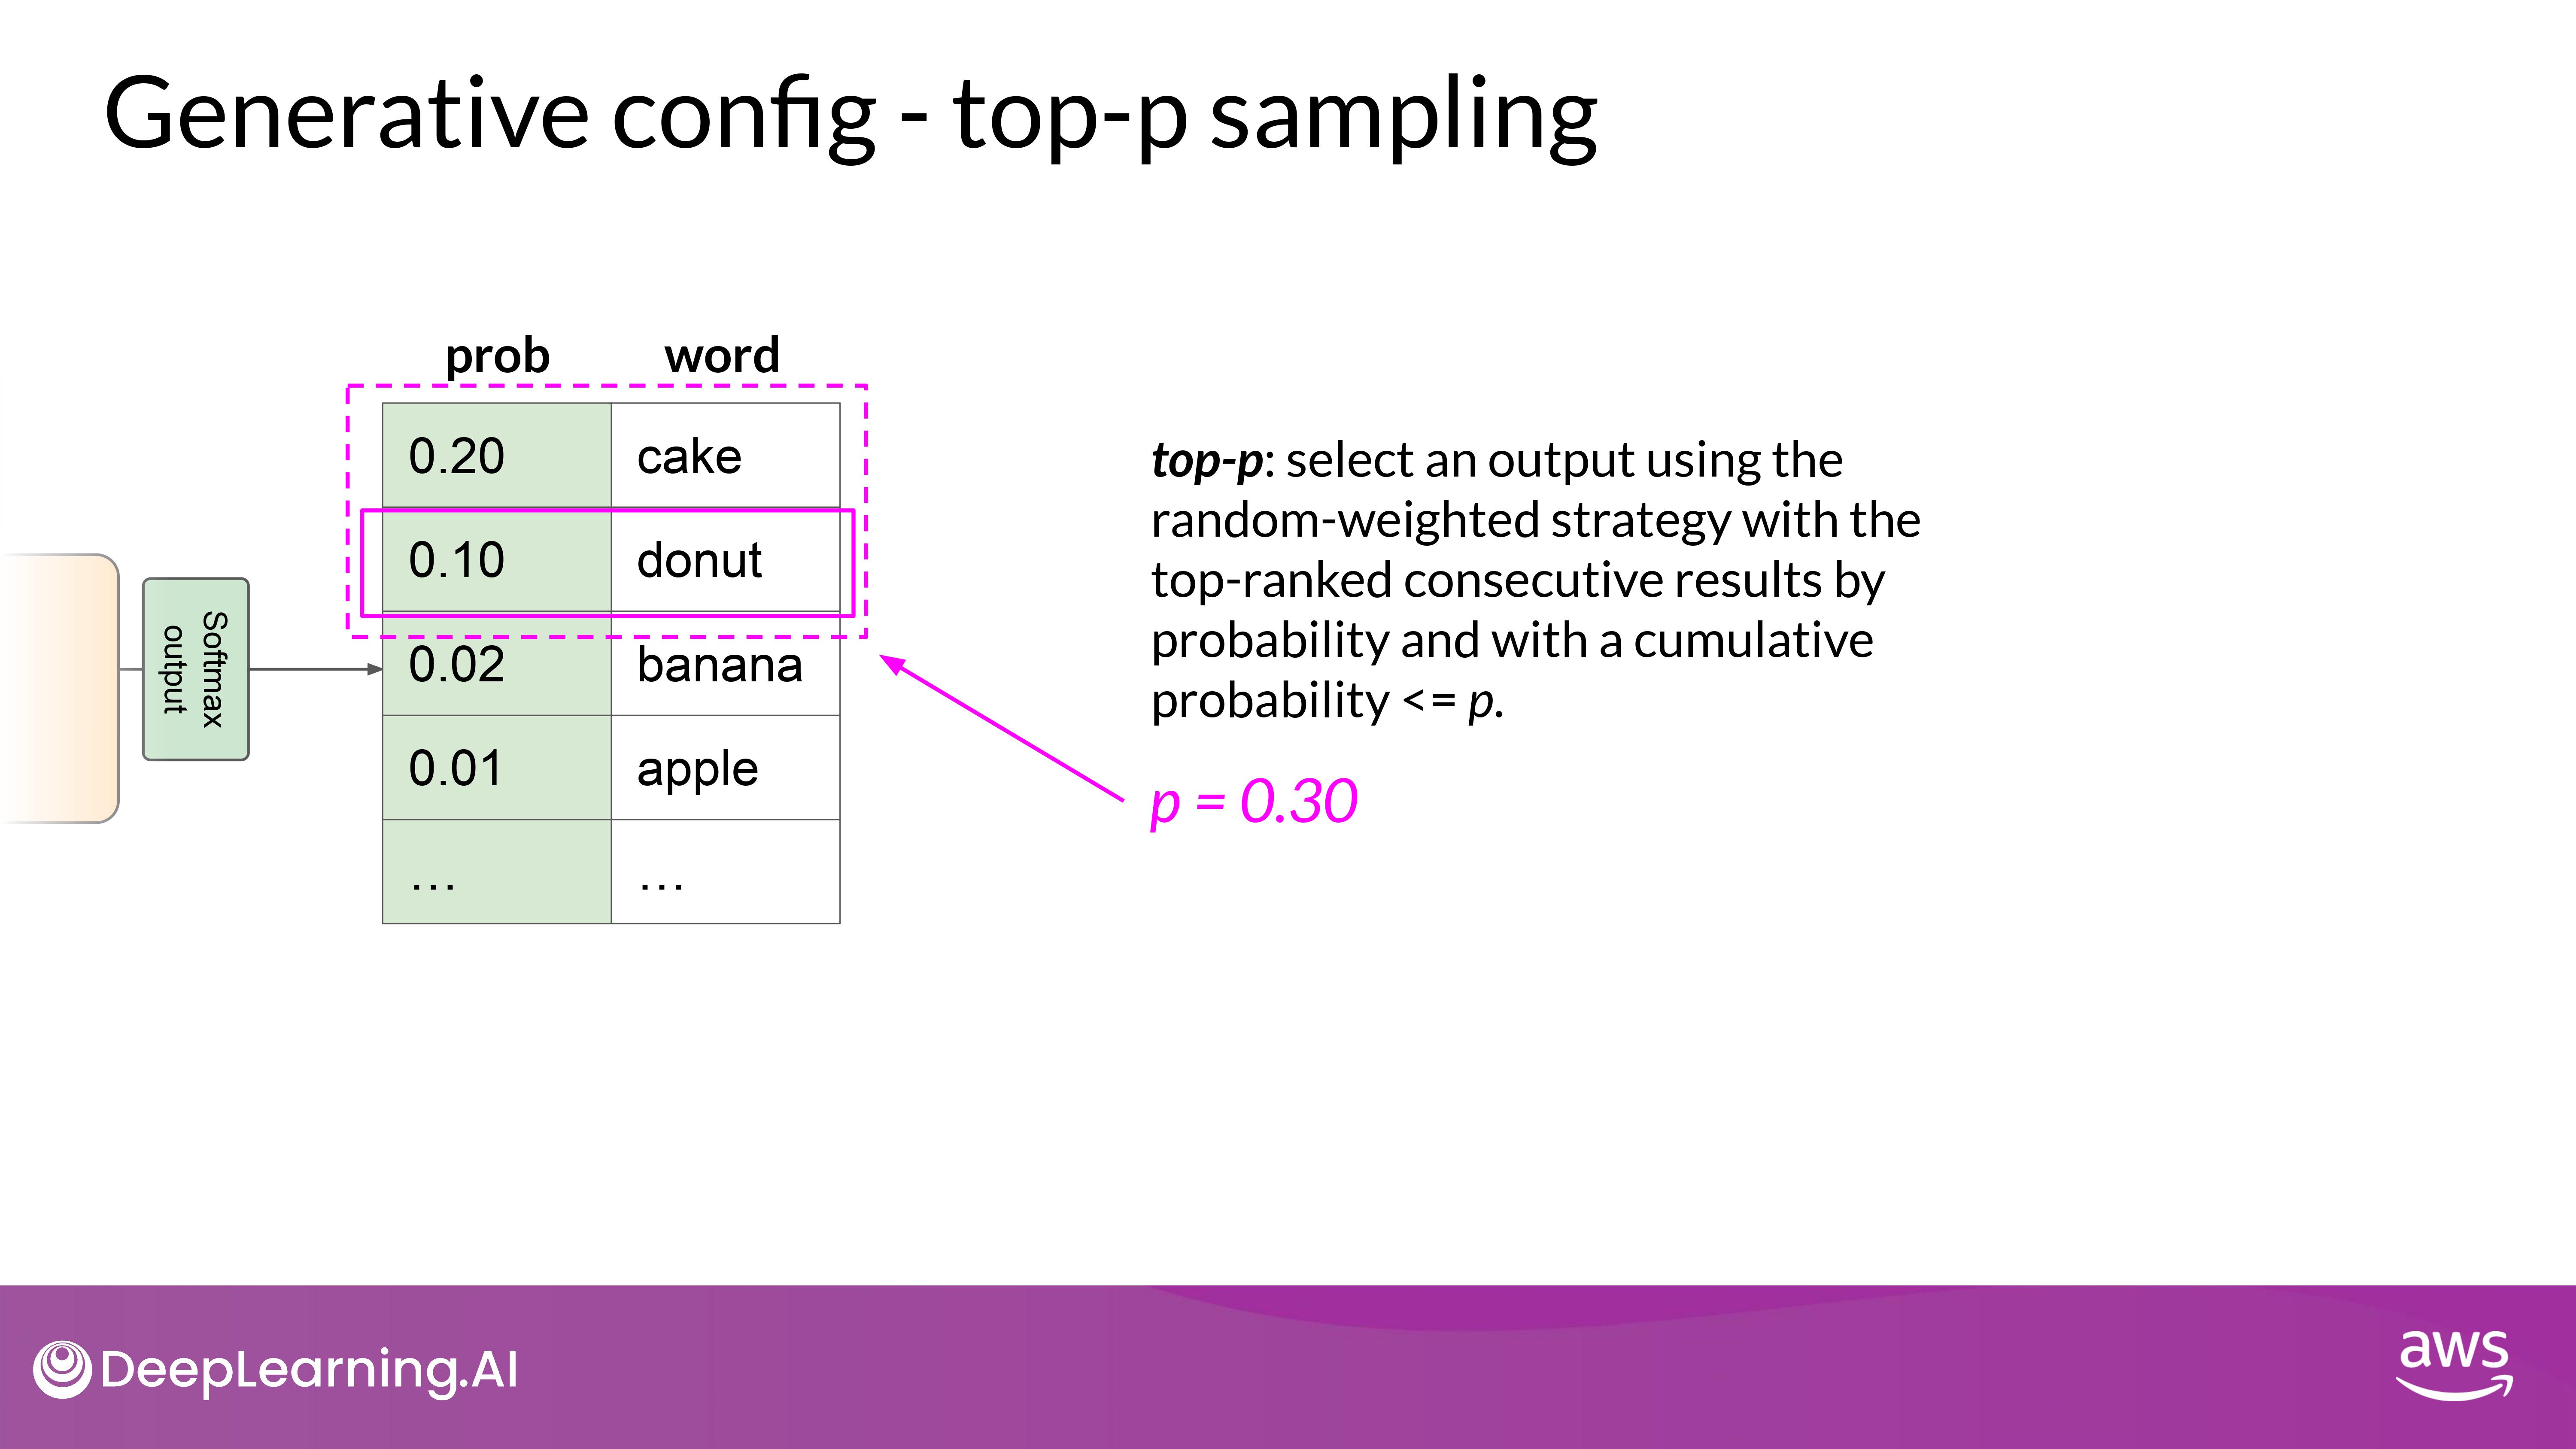 Generative config - top-p sampling
prob word
0.20 cake
0.10 donut
0.02 banana
0.01 apple
… …
Softmax
output
top-p: select an output using the
random-weighted strategy with the
top-ranked consecutive results by
probability and with a cumulative
probability <= p.
p = 0.30
DeepLearning.AI
aws